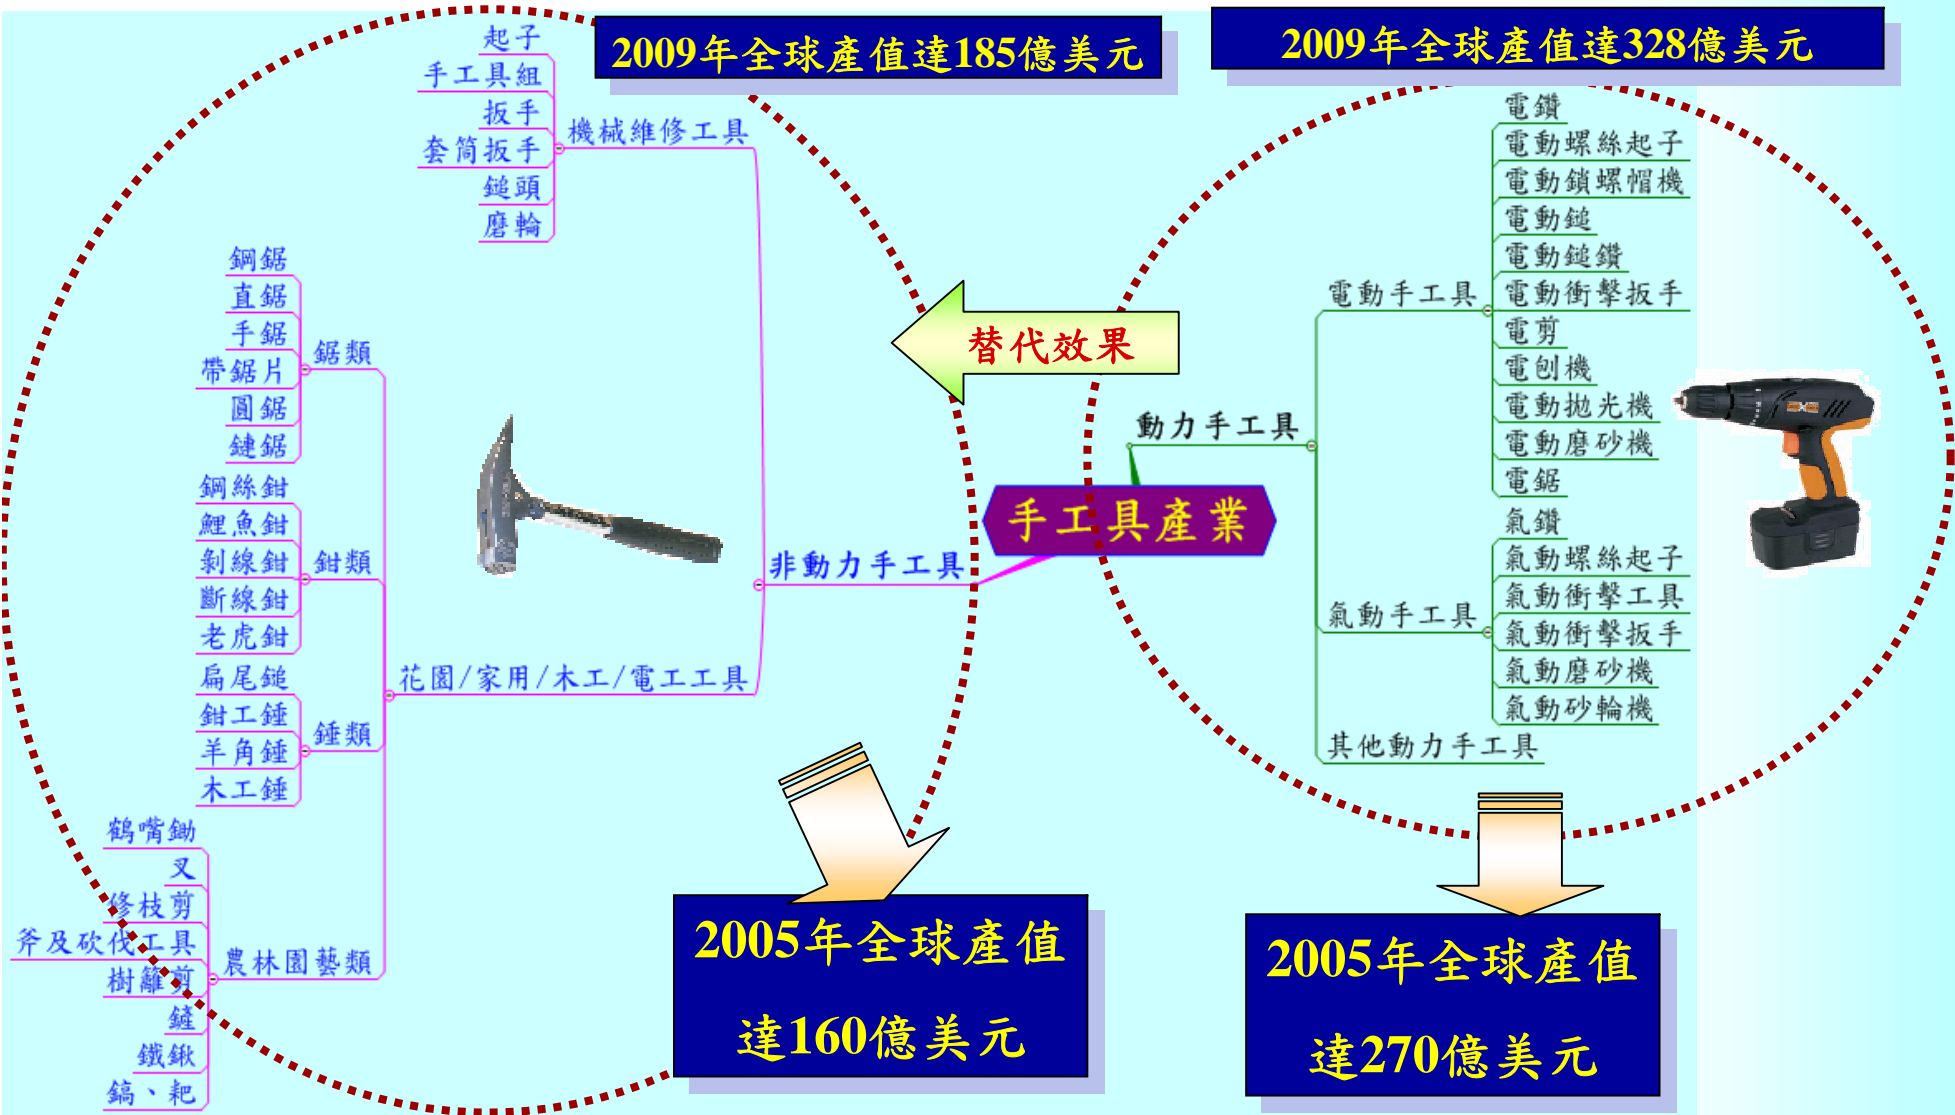 2009年全球產值達185億美元
2009年全球產值達328億美元
起子
手工具組
扳手
套筒扳手
鎚頭
磨輪
機械維修工具
鋼鋸
直鋸
手鋸
帶鋸片
圓鋸
鏈鋸
鋸類
鋼絲鉗
鯉魚鉗
剝線鉗
斷線鉗
老虎鉗
鉗類
扁尾鎚
鉗工錘
羊角錘
木工錘
錘類
鶴嘴鋤
叉
修枝剪
斧及砍伐工具
樹籬剪
鏟
鐵鍬
鎬、耙
農林園藝類
花園/家用/木工/電工工具
非動力手工具
替代效果
手工具產業
動力手工具
電動手工具
電鑽
電動螺絲起子
電動鎖螺帽機
電動鎚
電動鎚鑽
電動衝擊扳手
電剪
電刨機
電動拋光機
電動磨砂機
電鋸
氣動手工具
氣鑽
氣動螺絲起子
氣動衝擊工具
氣動衝擊扳手
氣動磨砂機
氣動砂輪機
其他動力手工具
2005年全球產值
達160億美元
2005年全球產值
達270億美元